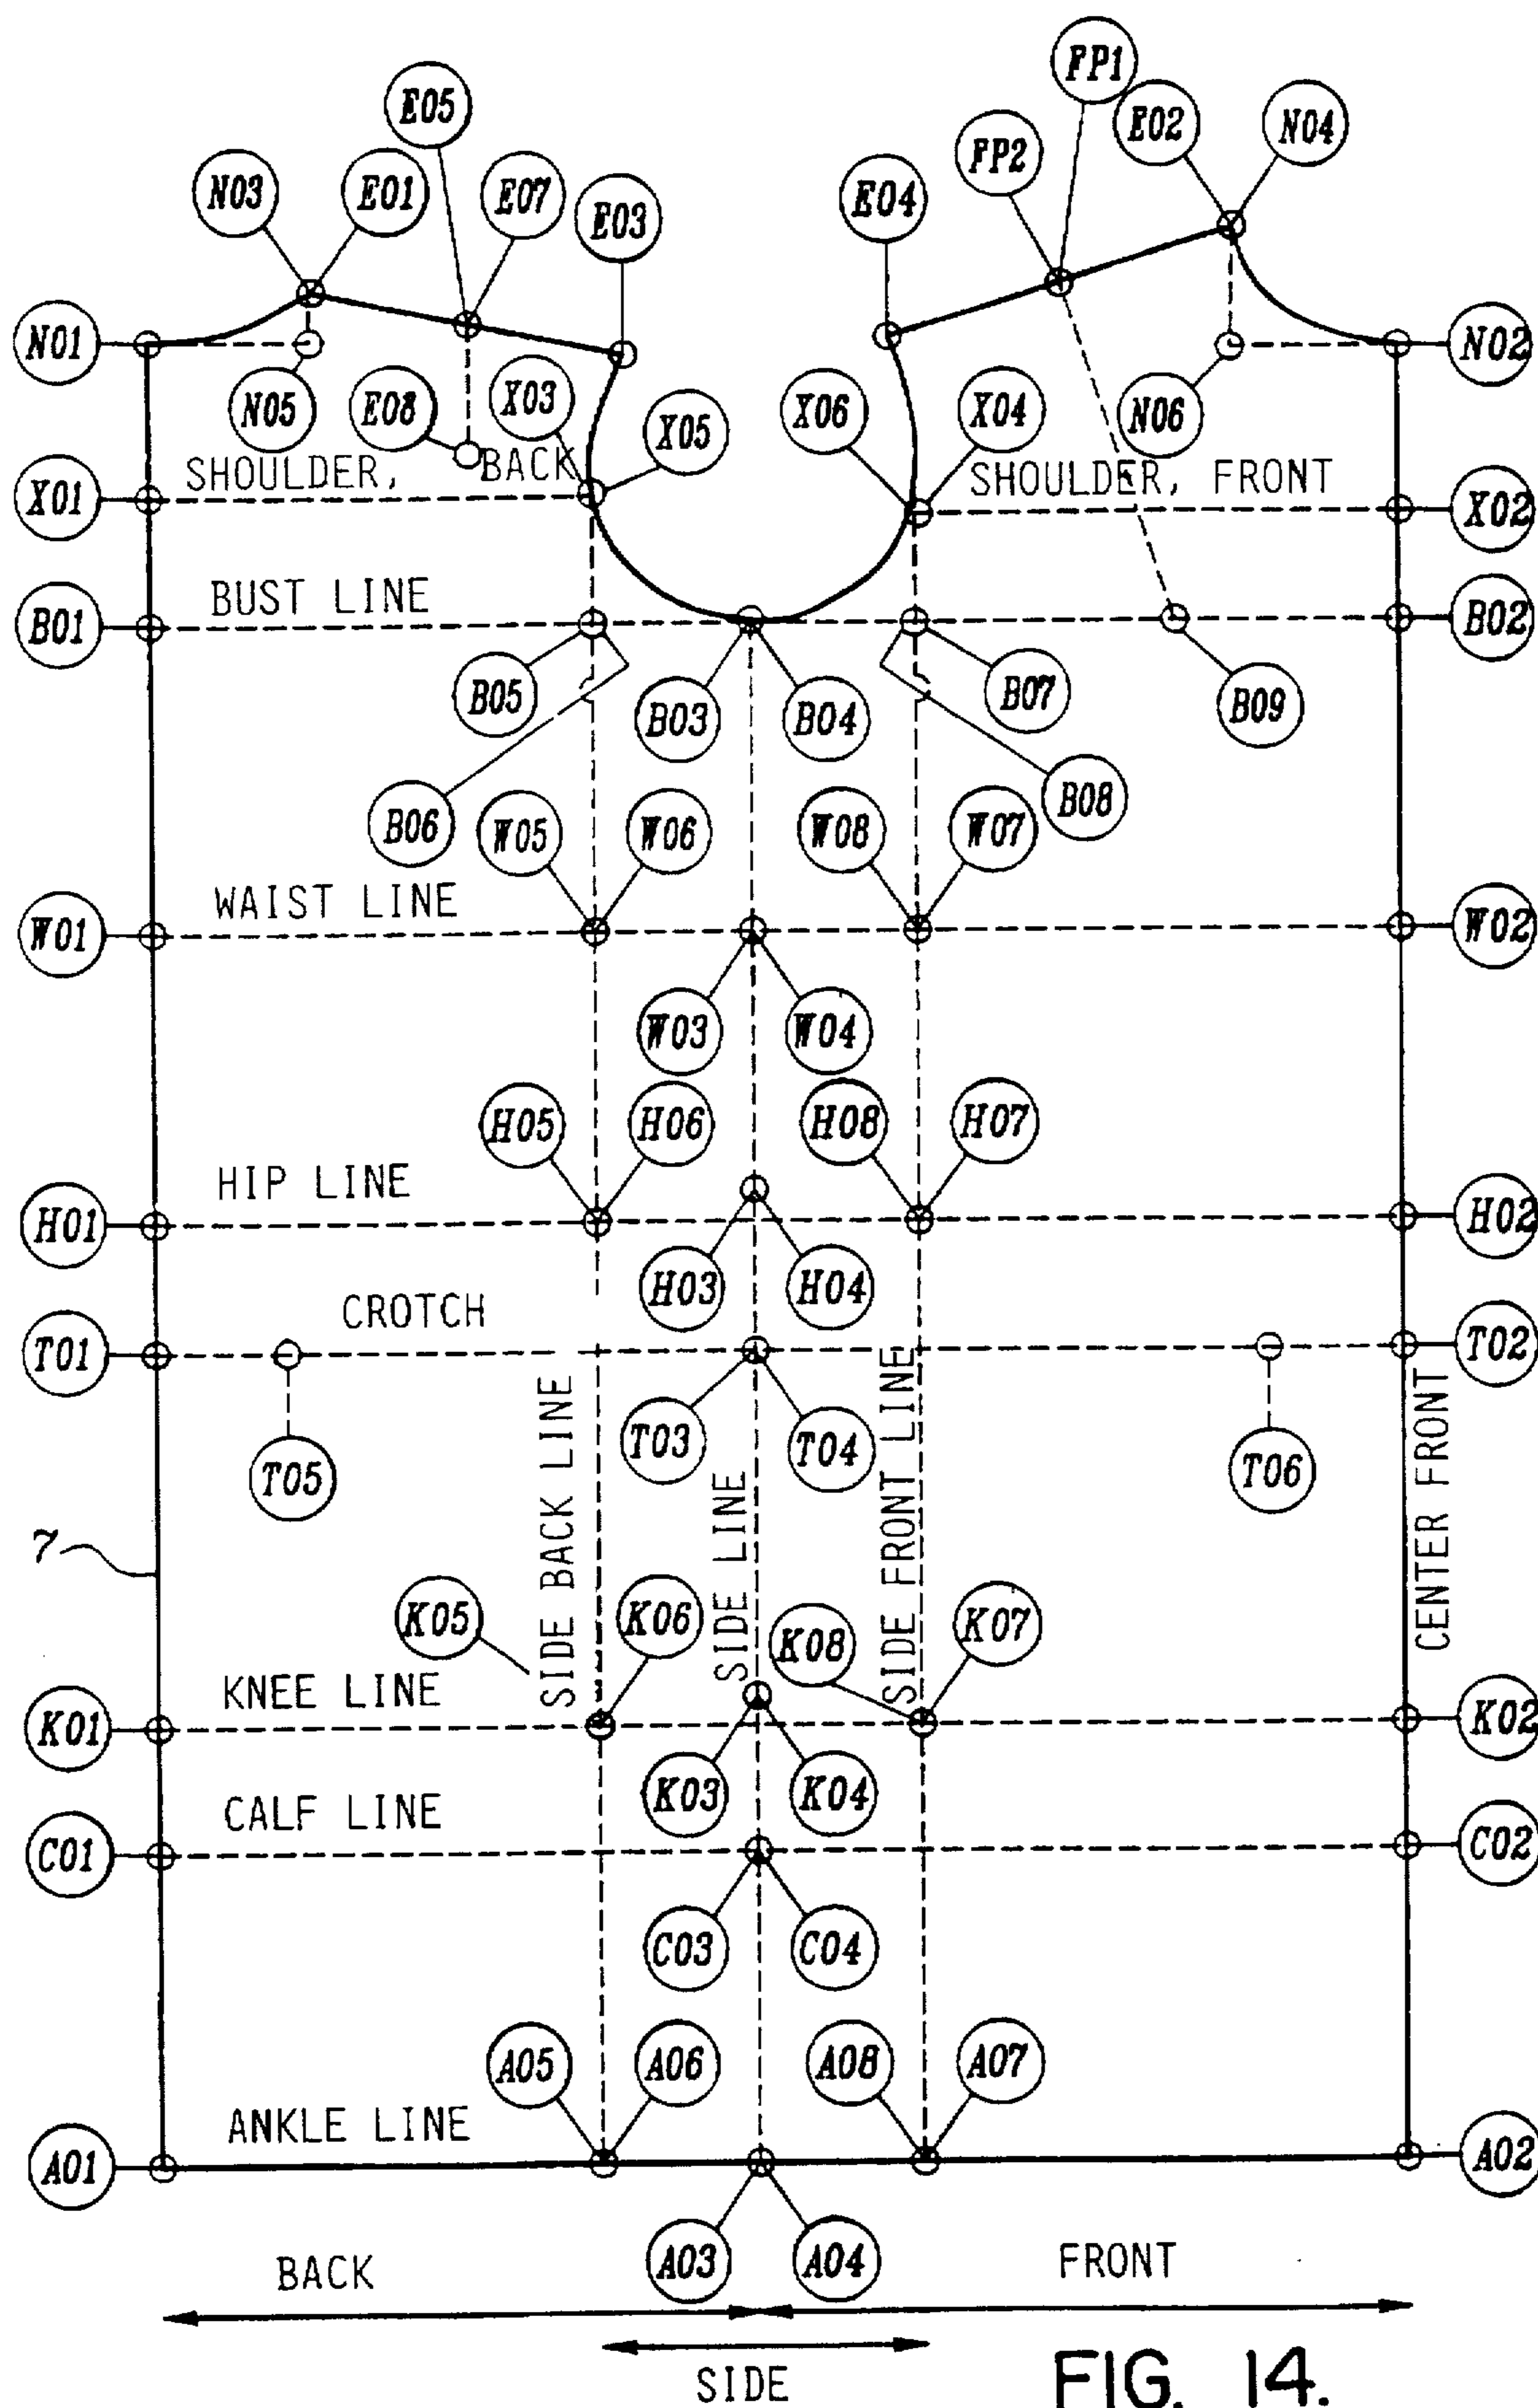 FP1
E05 E02 N04
FP2
N03 E01 E07 E03 E04
N01 N02
N05 E08 X03 X05 X06 X04 N06
SHOULDER, BACK SHOULDER, FRONT
X01 X02
BUST LINE
B01 B02
B05 B03 B04 B07 B09
B06 W05 W06 W08 W07 B08
WAIST LINE
W01 W02
W03 W04
H05 H06 H08 H07
HIP LINE
H01 H02
H03 H04
CROTCH
T01 T02
T05 T03 T04 T06
SIDE BACK LINE
SIDE LINE
SIDE FRONT LINE
CENTER FRONT
7
K05 K06 K08 K07
KNEE LINE
K01 K02
K03 K04
CALF LINE
C01 C02
C03 C04
A05 A06 A08 A07
ANKLE LINE
A01 A02
A03 A04
BACK FRONT
SIDE
FIG. 14.